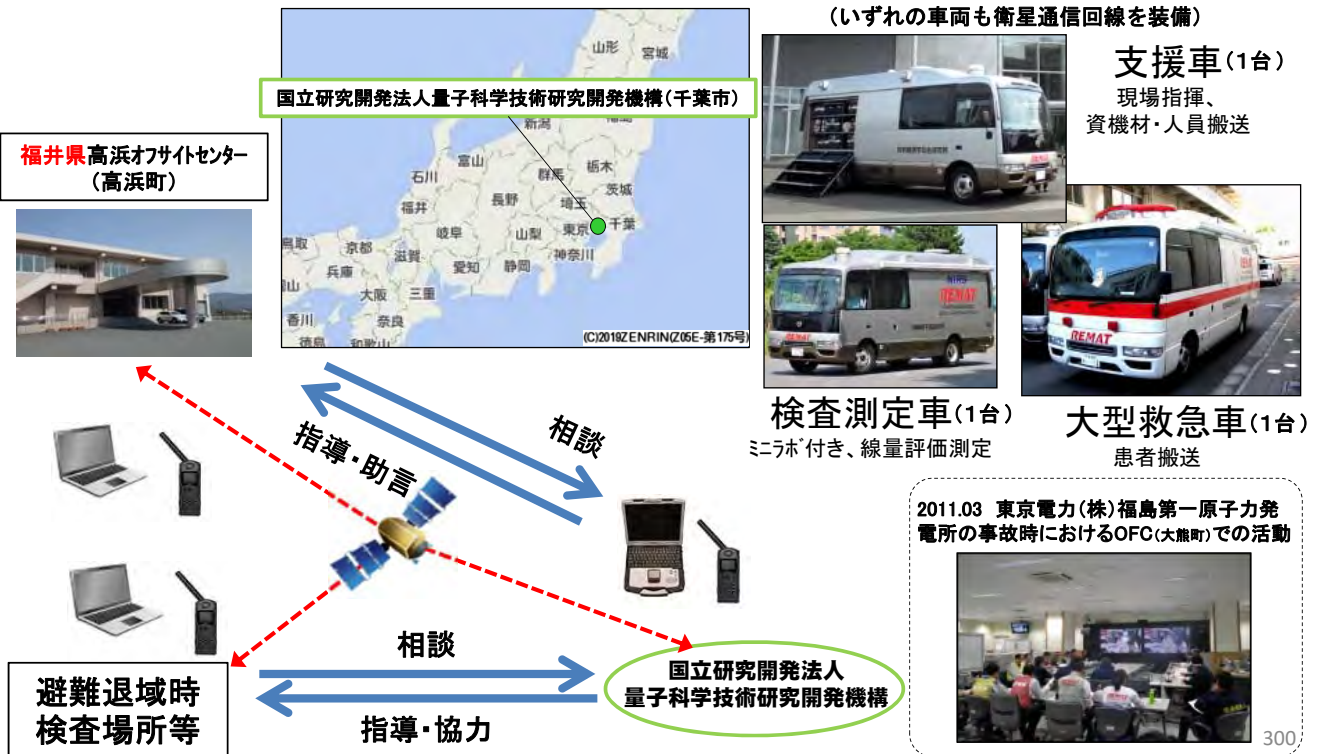 (いずれの車両も衛星通信回線を装備)
支援車(1台)
現場指揮、
資機材・人員搬送
山形
宮城
国立研究開発法人量子科学技術研究開発機構(千葉市)
新潟
福島
富山
石川
群馬
栃木
茨城
福井
長野
埼玉
岐阜
山梨
東京
千葉
鳥取
京都
滋賀
愛知
静岡
神奈川
兵庫
大阪
三重
香川
奈良
徳島
和歌山
(C)2019ZENRIN(Z05E-第175号)
福井県高浜オフサイトセンター
(高浜町)
NIRS
REMAT
REMAT
検査測定車(1台)
ミニラボ付き、線量評価測定
大型救急車(1台)
患者搬送
相談
指導・助言
2011.03 東京電力(株)福島第一原子力発
電所の事故時におけるOFC(大熊町)での活動
REMAT
相談
指導・協力
避難退域時
検査場所等
国立研究開発法人
量子科学技術研究開発機構
300